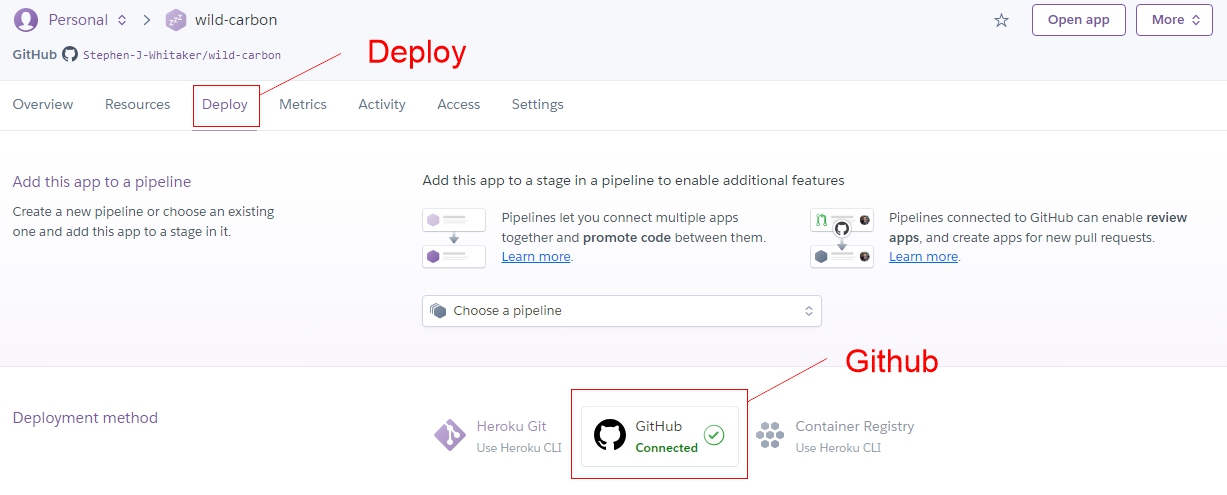 Personal wild-carbon Open app More
GitHub Stephen-J-Whitaker/wild-carbon
Deploy
Overview Resources Deploy Metrics Activity Access Settings
Add this app to a pipeline
Create a new pipeline or choose an existing
one and add this app to a stage in it.
Add this app to a stage in a pipeline to enable additional features
Pipelines let you connect multiple apps
together and promote code between them.
Learn more.
Pipelines connected to GitHub can enable review
apps, and create apps for new pull requests.
Learn more.
Choose a pipeline
Github
Deployment method
Heroku Git
Use Heroku CLI
GitHub
Connected
Container Registry
Use Heroku CLI